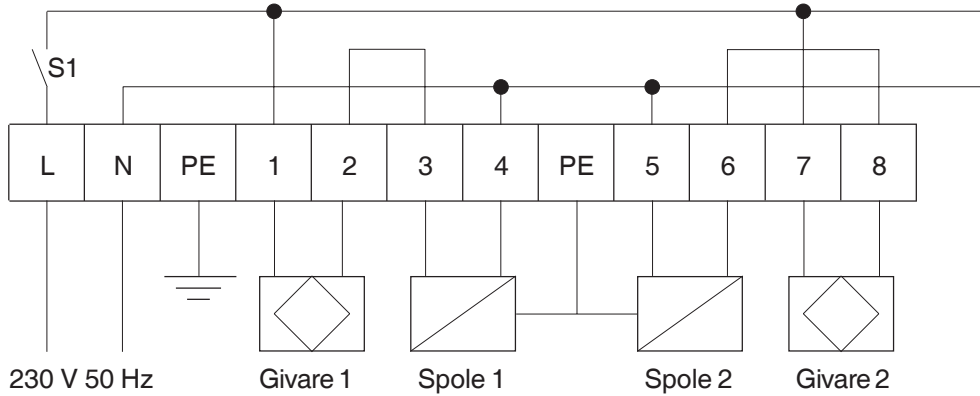 S1
L N PE 1 2 3 4 PE 5 6 7 8
230 V 50 Hz Givare 1 Spole 1 Spole 2 Givare 2